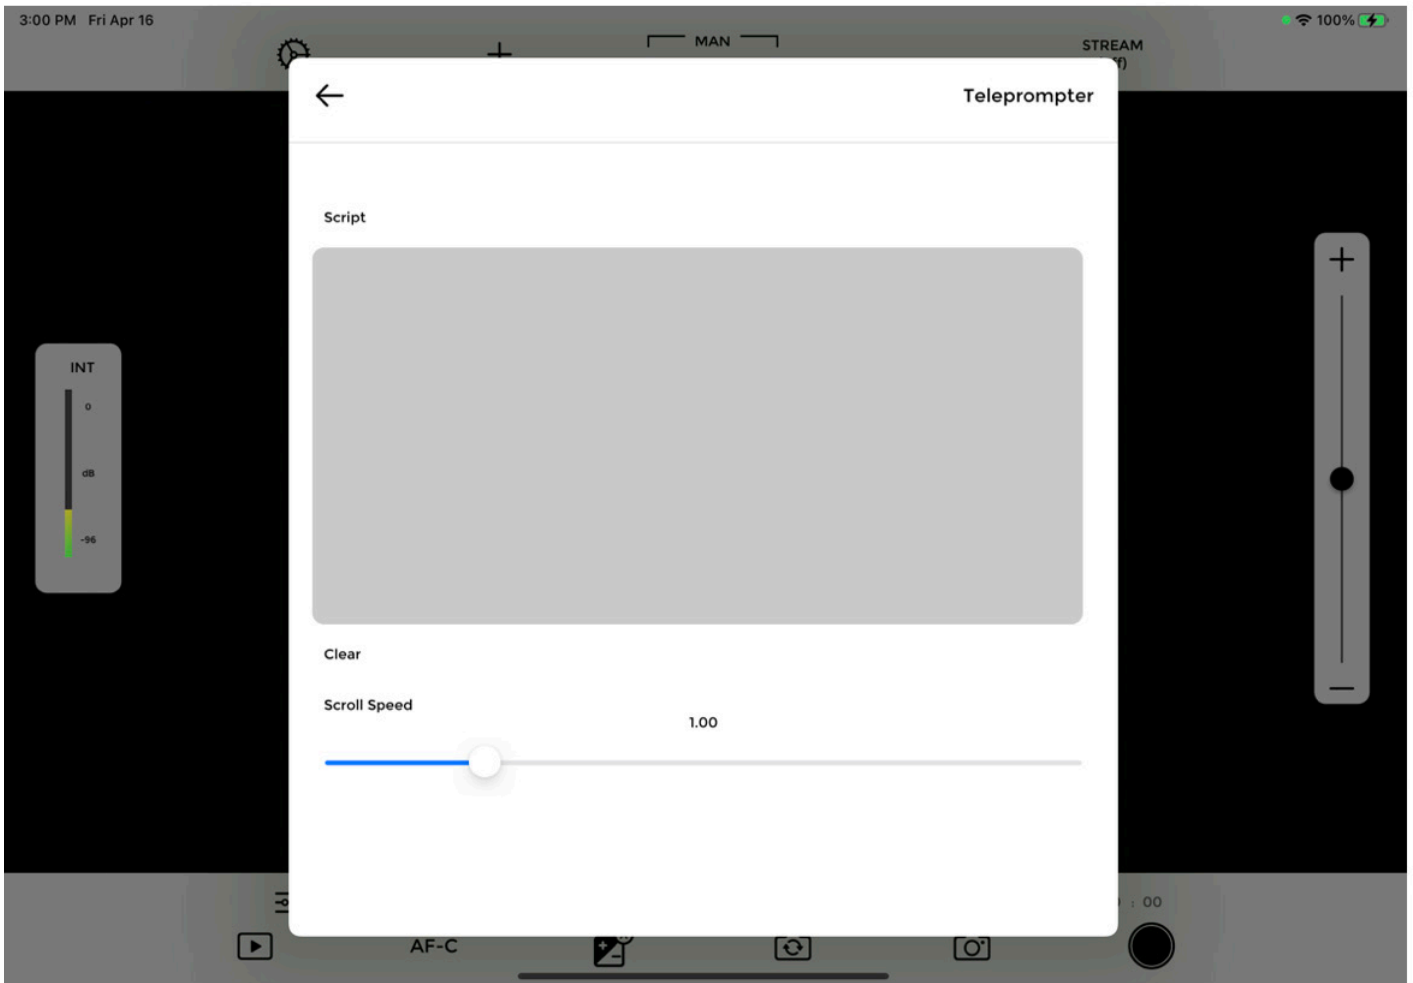 3:00 PM Fri Apr 16
100%
MAN
STREAM
ff)
Teleprompter
Script
INT
0
dB
-96
Clear
Scroll Speed
1.00
: 00
AF-C